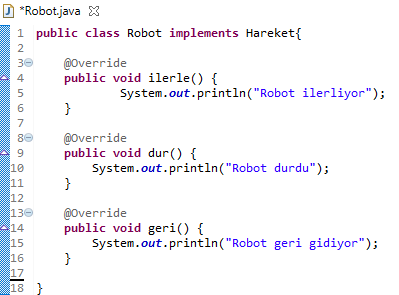 *Robot.java
1 public class Robot implements Hareket{
2
3 @Override
4 public void ilerle() {
5 System.out.println("Robot ilerliyor");
6 }
7
8 @Override
9 public void dur() {
10 System.out.println("Robot durdu");
11 }
12
13 @Override
14 public void geri() {
15 System.out.println("Robot geri gidiyor");
16 }
17
18 }